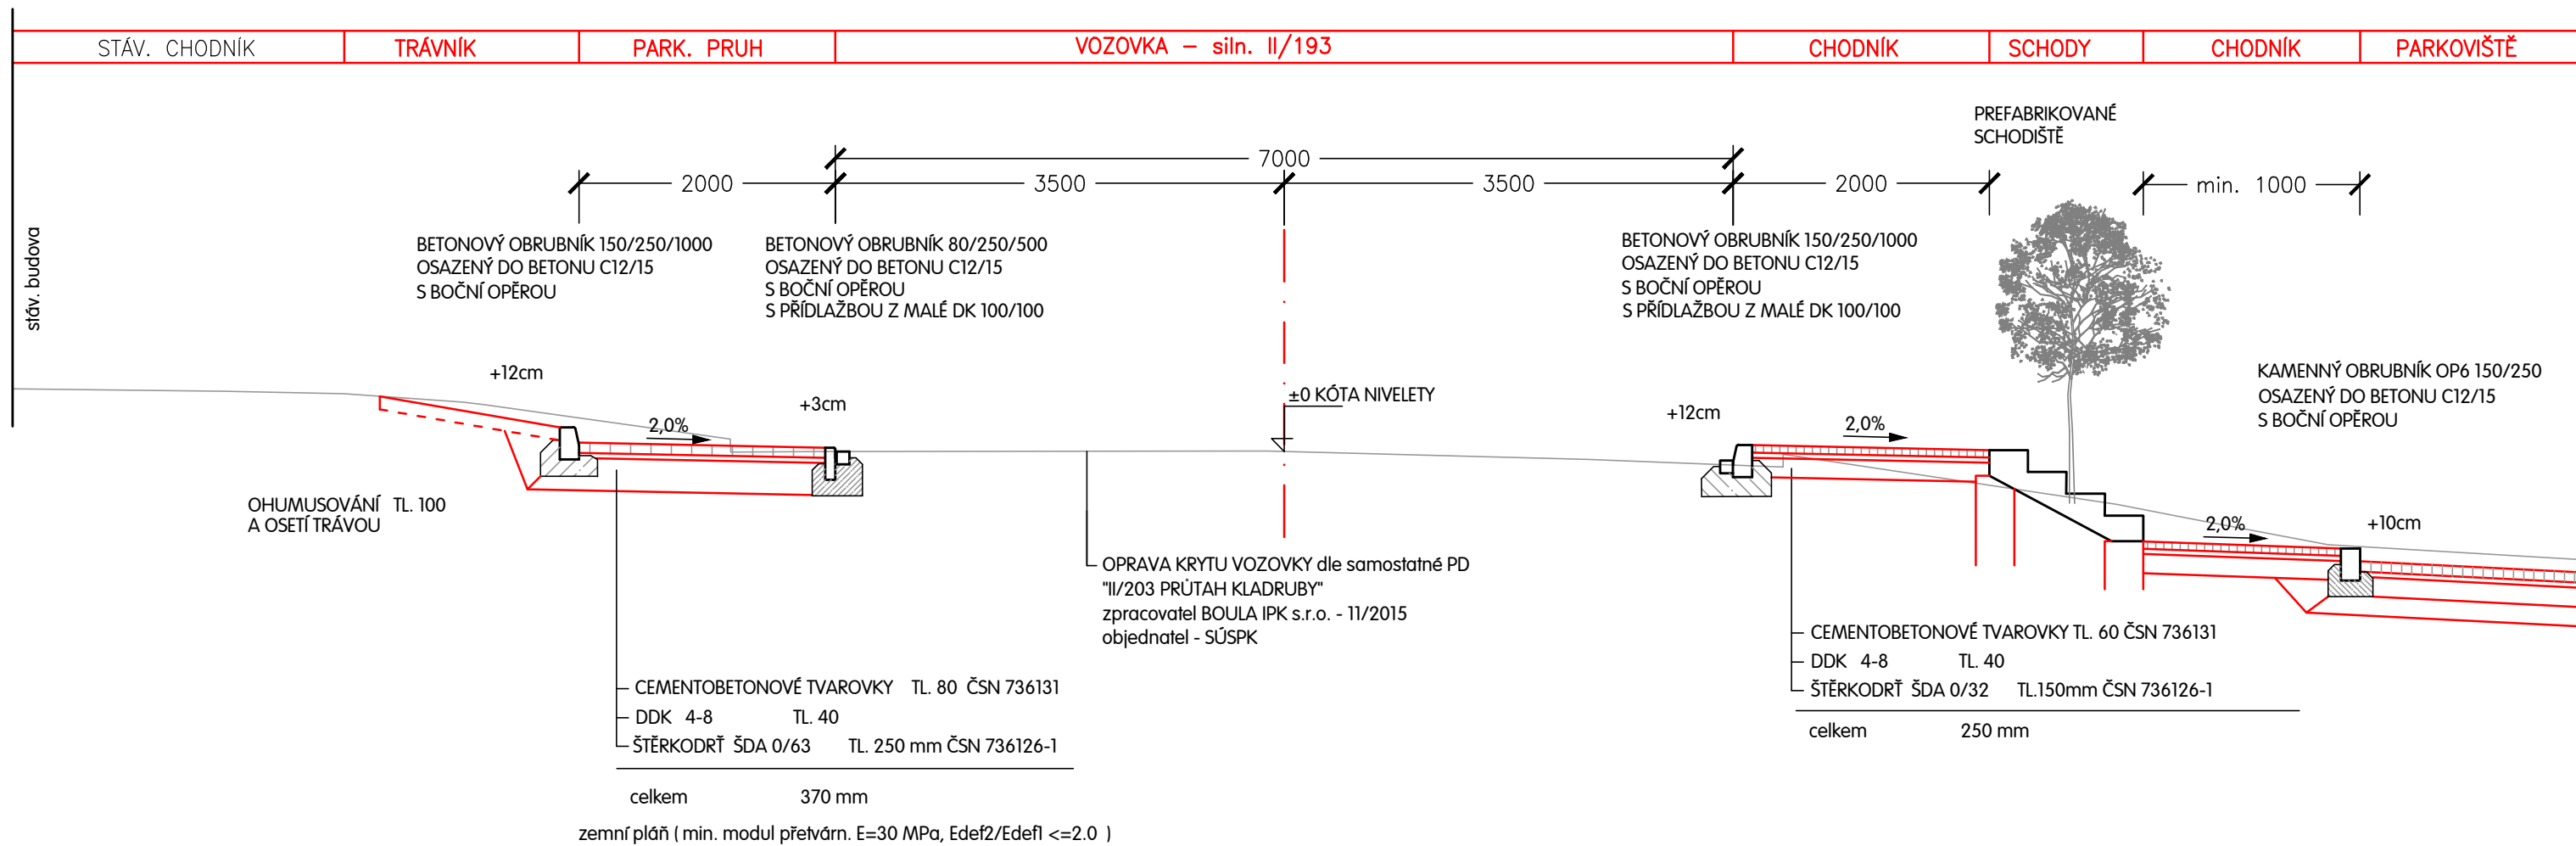 STÁV. CHODNÍK
TRÁVNÍK
PARK. PRUH
VOZOVKA – siln. II/193
CHODNÍK
SCHODY
CHODNÍK
PARKOVIŠTĚ
PREFABRIKOVANÉ
SCHODIŠTĚ
7000
2000
3500
3500
2000
min. 1000
stáv. budova
BETONOVÝ OBRUBNÍK 150/250/1000
OSAZENÝ DO BETONU C12/15
S BOČNÍ OPĚROU
BETONOVÝ OBRUBNÍK 80/250/500
OSAZENÝ DO BETONU C12/15
S BOČNÍ OPĚROU
S PŘÍDLAŽBOU Z MALÉ DK 100/100
BETONOVÝ OBRUBNÍK 150/250/1000
OSAZENÝ DO BETONU C12/15
S BOČNÍ OPĚROU
S PŘÍDLAŽBOU Z MALÉ DK 100/100
KAMENNÝ OBRUBNÍK OP6 150/250
OSAZENÝ DO BETONU C12/15
S BOČNÍ OPĚROU
+12cm
+3cm
±0 KÓTA NIVELETY
+12cm
+10cm
2,0%
2,0%
2,0%
OHUMUSOVÁNÍ TL. 100
A OSETÍ TRÁVOU
OPRAVA KRYTU VOZOVKY dle samostatné PD
"II/203 PRŮTAH KLADRUBY"
zpracovatel BOULA IPK s.r.o. - 11/2015
objednatel - SÚSPK
CEMENTOBETONOVÉ TVAROVKY TL. 80 ČSN 736131
DDK 4-8 TL. 40
ŠTĚRKODRŤ ŠDA 0/63 TL. 250 mm ČSN 736126-1
celkem 370 mm
zemní pláň ( min. modul přetvárn. E=30 MPa, Edef2/Edef1 <=2.0 )
CEMENTOBETONOVÉ TVAROVKY TL. 60 ČSN 736131
DDK 4-8 TL. 40
ŠTĚRKODRŤ ŠDA 0/32 TL.150mm ČSN 736126-1
celkem 250 mm